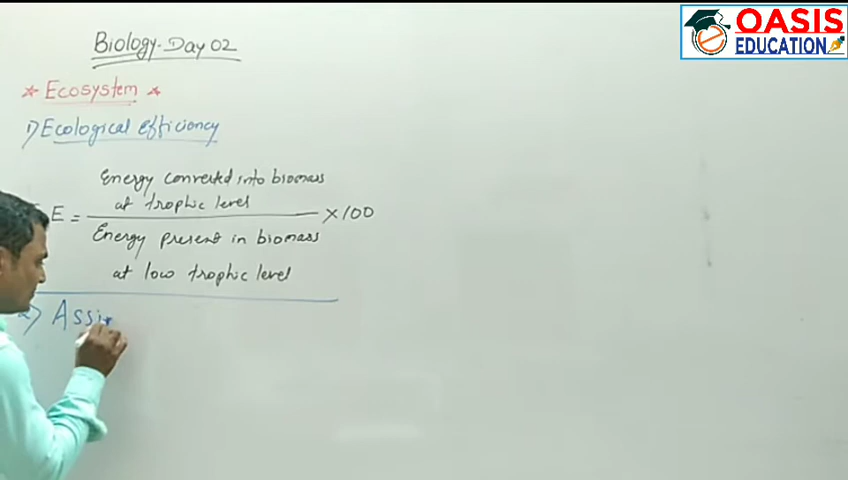 OASIS
EDUCATION
Biology-Day 02
Ecosystem
1) Ecological efficiency
Energy converted into biomass
at trophic level
E = ×100
Energy present in biomass
at low trophic level
2) Assi